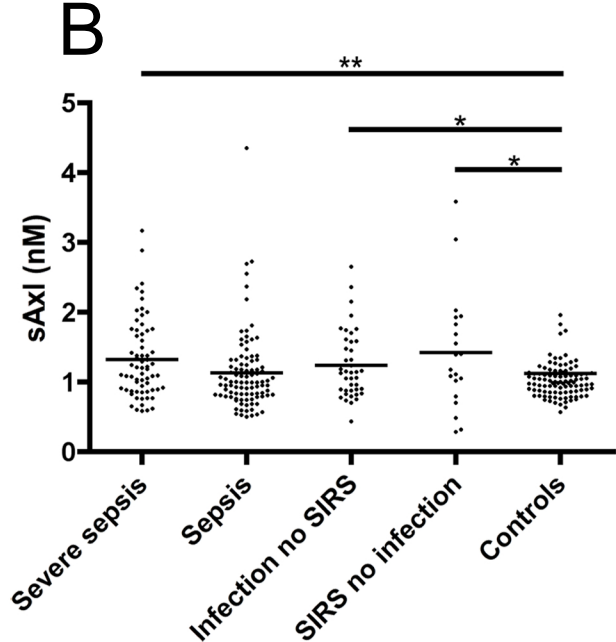 B
**
*
*
5
4
3
2
1
0
sAxl (nM)
Severe sepsis
Sepsis
Infection no SIRS
SIRS no infection
Controls